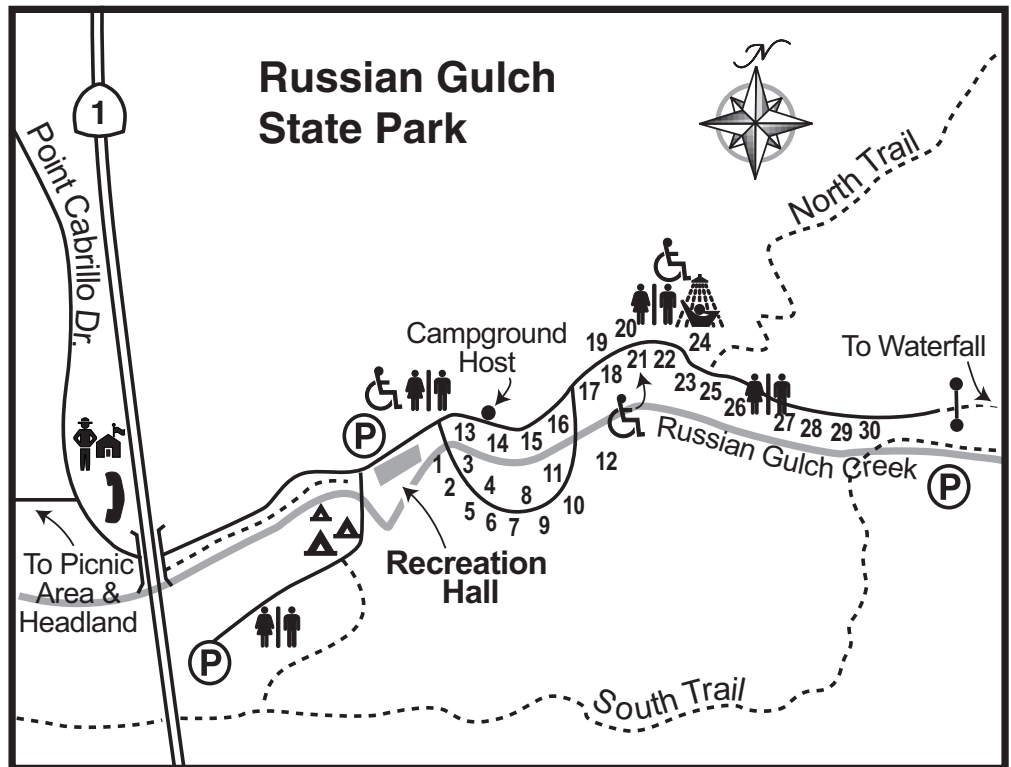 Russian Gulch
State Park
N
1
Point Cabrillo Dr.
North Trail
Campground
Host
To Waterfall
19
20
24
21
22
18
17
23
25
26
27
28
29
30
P
13
14
15
16
1
3
2
4
5
6
7
8
9
10
11
12
Russian Gulch Creek
P
Recreation
Hall
To Picnic
Area &
Headland
P
South Trail